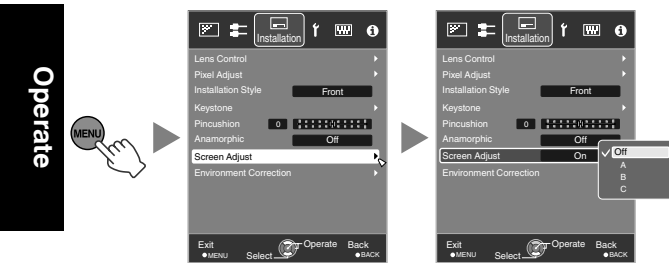 Operate
MENU
Installation
Lens Control
Pixel Adjust
Installation Style Front
Keystone
Pincushion 0
Anamorphic Off
Screen Adjust
Environment Correction
Exit Operate Back
MENU Select BACK
Installation
Lens Control
Pixel Adjust
Installation Style Front
Keystone
Pincushion 0
Anamorphic Off
Screen Adjust On
Off
A
B
C
Environment Correction
Exit Operate Back
MENU Select BACK